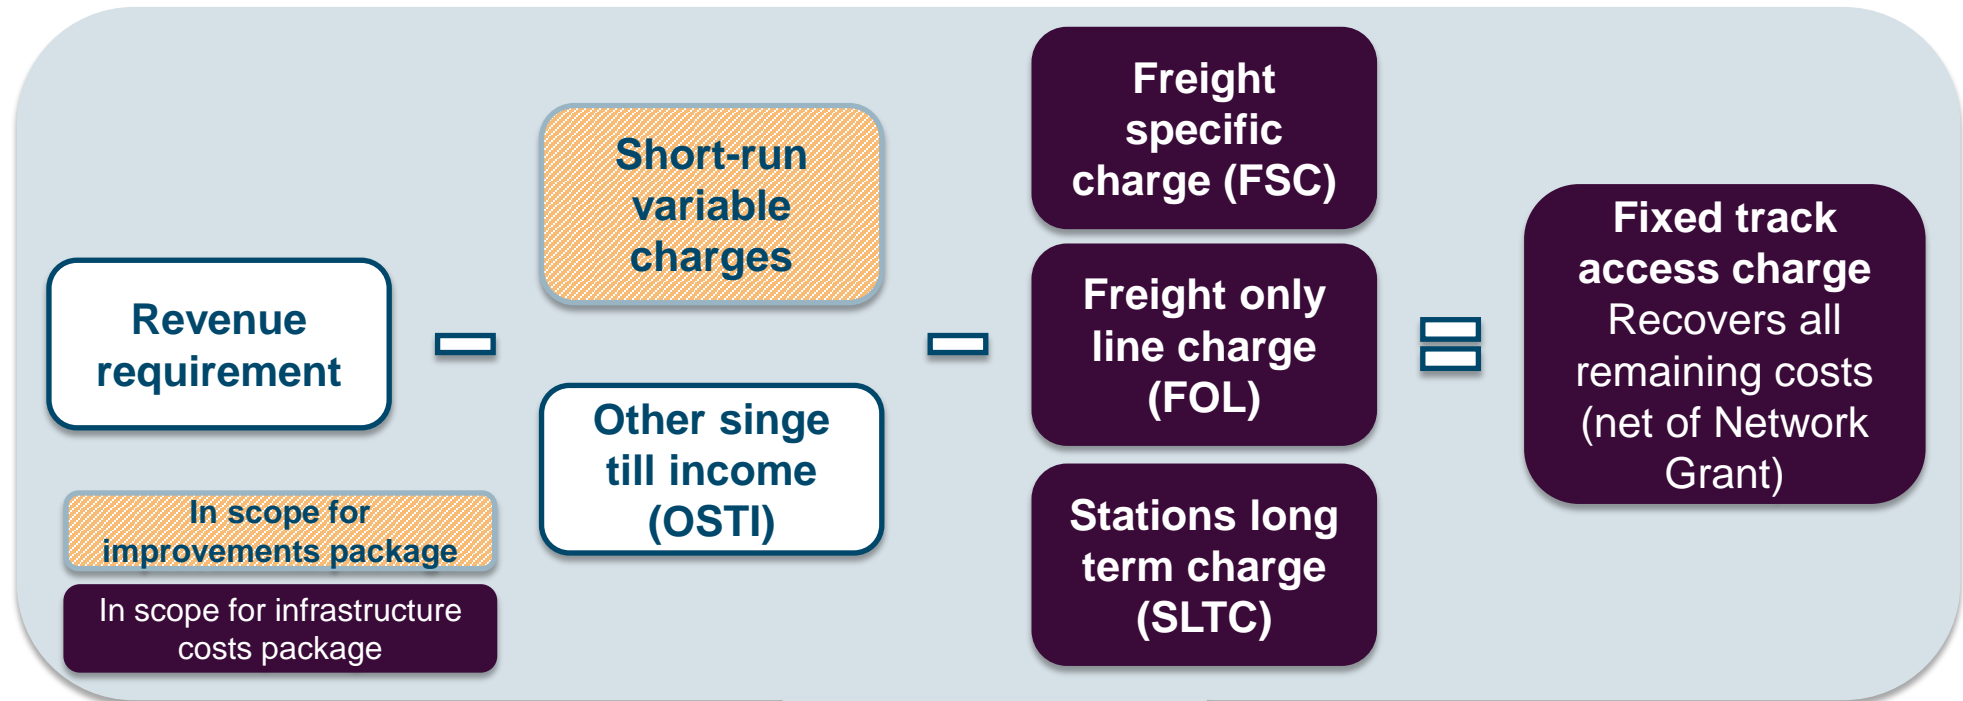 Revenue
requirement
In scope for
improvements package
In scope for infrastructure
costs package
Short-run
variable
charges
Other singe
till income
(OSTI)
Freight
specific
charge (FSC)
Freight only
line charge
(FOL)
Stations long
term charge
(SLTC)
Fixed track
access charge
Recovers all
remaining costs
(net of Network
Grant)